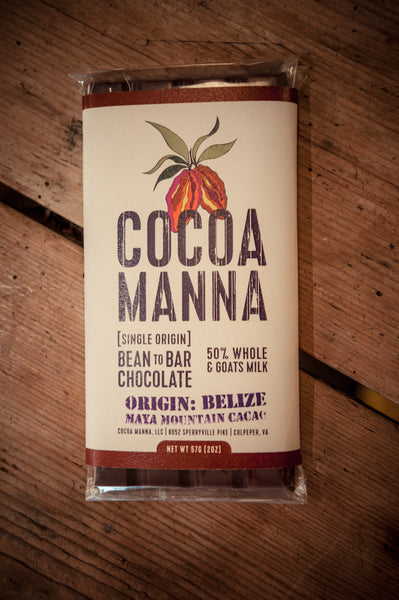 COCOA
MANNA
[SINGLE ORIGIN]
BEAN TO BAR
CHOCOLATE
50% WHOLE
& GOATS MILK
ORIGIN: BELIZE
MAYA MOUNTAIN CACAO
COCOA MANNA, LLC | 8052 SPERRYVILLE PIKE | CULPEPER, VA
NET WT 57G (2OZ)